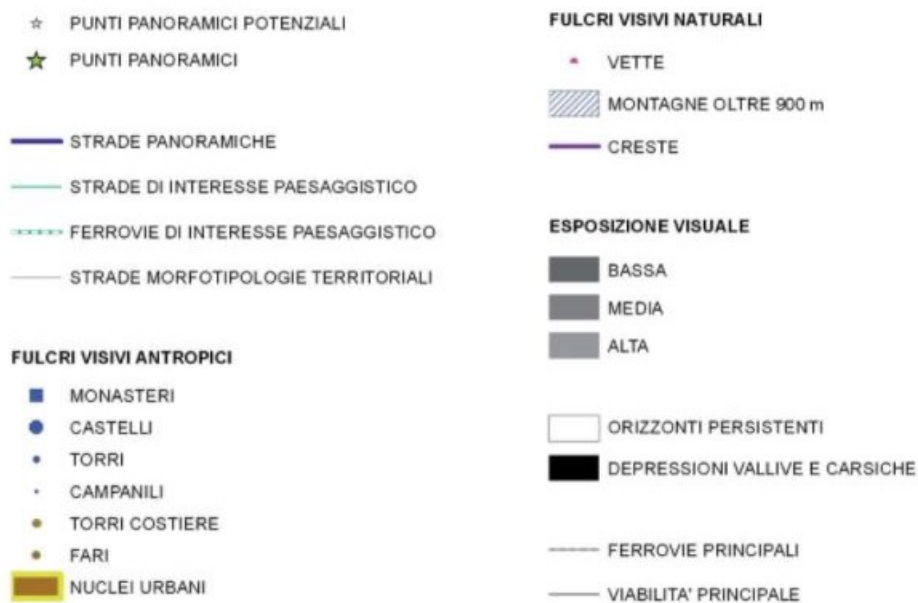 PUNTI PANORAMICI POTENZIALI
PUNTI PANORAMICI
STRADE PANORAMICHE
STRADE DI INTERESSE PAESAGGISTICO
FERROVIE DI INTERESSE PAESAGGISTICO
STRADE MORFOTIPOLOGIE TERRITORIALI
FULCRI VISIVI ANTROPICI
MONASTERI
CASTELLI
TORRI
CAMPANILI
TORRI COSTIERE
FARI
NUCLEI URBANI
FULCRI VISIVI NATURALI
VETTE
MONTAGNE OLTRE 900 m
CRESTE
ESPOSIZIONE VISUALE
BASSA
MEDIA
ALTA
ORIZZONTI PERSISTENTI
DEPRESSIONI VALLIVE E CARSICHE
FERROVIE PRINCIPALI
VIABILITA' PRINCIPALE